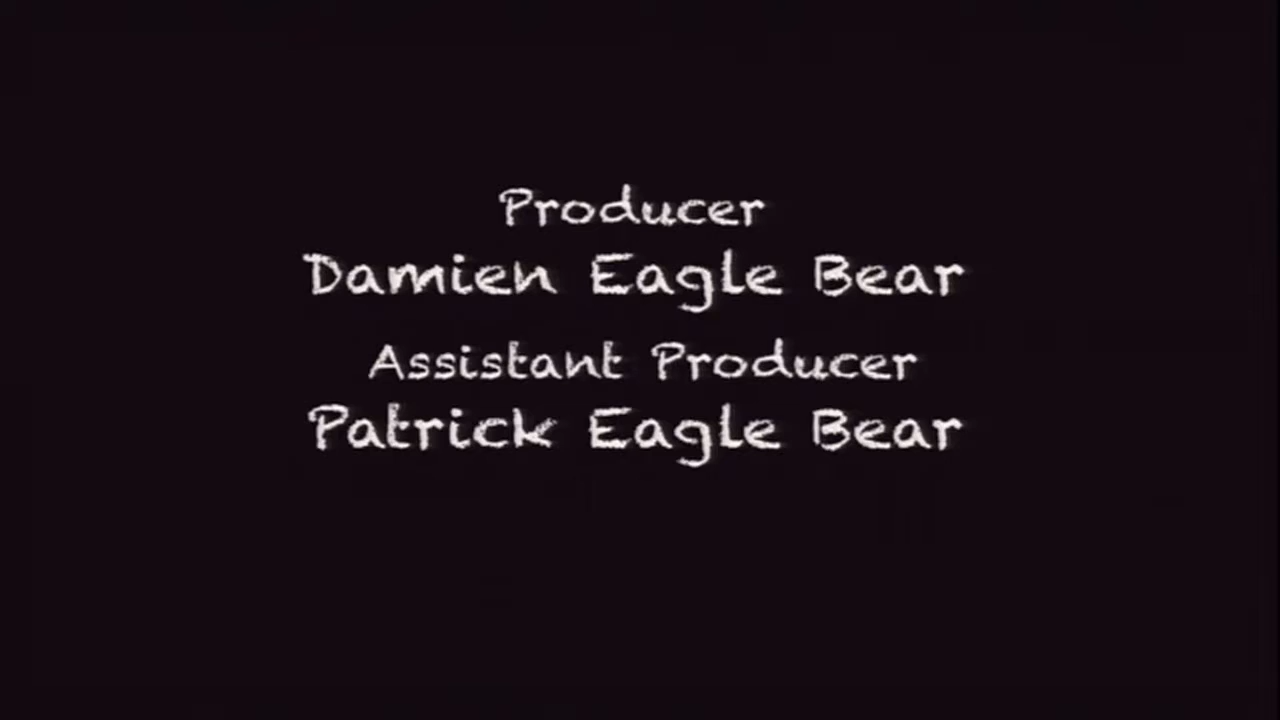 Producer
Damien Eagle Bear
Assistant Producer
Patrick Eagle Bear